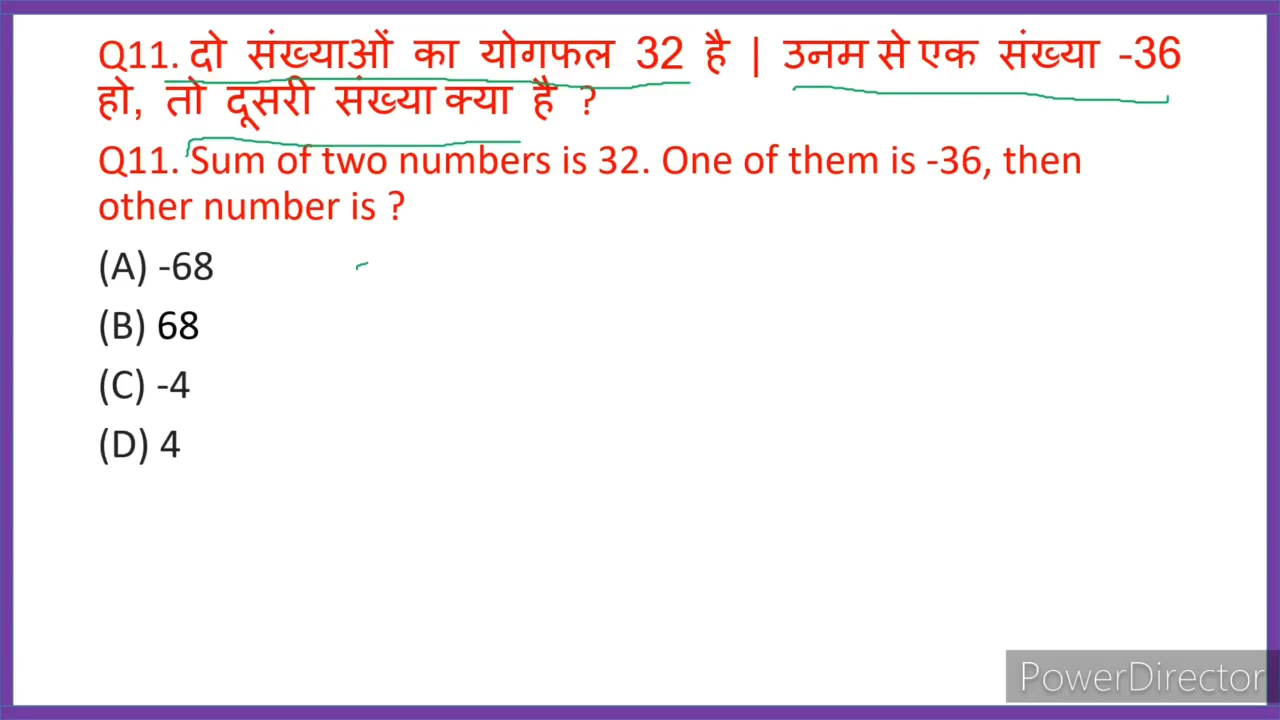 Q11. दो संख्याओं का योगफल 32 है | उनम से एक संख्या -36
हो, तो दूसरी संख्या क्या है ?
Q11. Sum of two numbers is 32. One of them is -36, then
other number is ?
(A) -68
(B) 68
(C) -4
(D) 4
PowerDirector